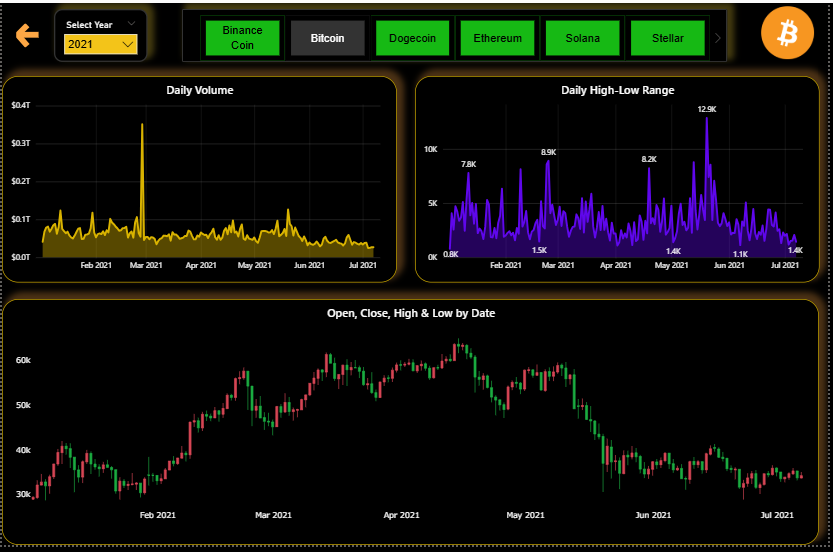 Select Year
2021
Binance
Coin
Bitcoin
Dogecoin
Ethereum
Solana
Stellar
Daily Volume
$0.4T
$0.3T
$0.2T
$0.1T
$0.0T
Feb 2021
Mar 2021
Apr 2021
May 2021
Jun 2021
Jul 2021
Daily High-Low Range
10K
5K
0K
12.9K
8.9K
8.2K
7.8K
0.8K
1.5K
1.4K
1.1K
1.4K
Feb 2021
Mar 2021
Apr 2021
May 2021
Jun 2021
Jul 2021
Open, Close, High & Low by Date
60k
50k
40k
30k
Feb 2021
Mar 2021
Apr 2021
May 2021
Jun 2021
Jul 2021